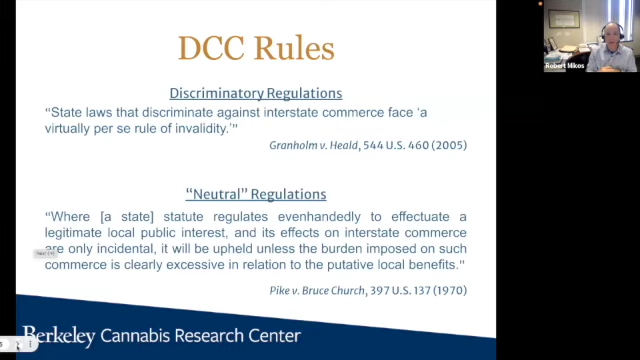 DCC Rules
Discriminatory Regulations
“State laws that discriminate against interstate commerce face ‘a
virtually per se rule of invalidity.’”
Granholm v. Heald, 544 U.S. 460 (2005)
“Neutral” Regulations
“Where [a state] statute regulates evenhandedly to effectuate a
legitimate local public interest, and its effects on interstate commerce
are only incidental, it will be upheld unless the burden imposed on such
commerce is clearly excessive in relation to the putative local benefits.”
Pike v. Bruce Church, 397 U.S. 137 (1970)
Berkeley Cannabis Research Center
Robert Mikos